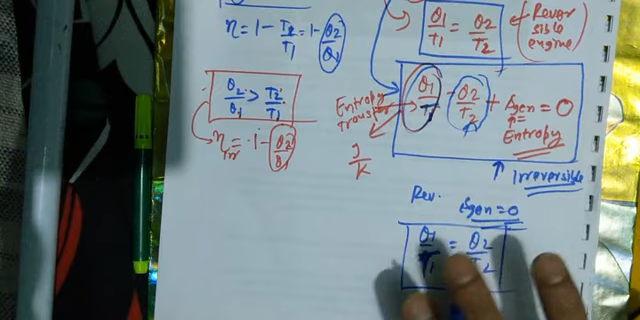 η = 1 - T2/T1 = 1 - Q2/Q1
Q2/Q1 > T2/T1
ηIrr = 1 - Q2/Q1
Q1/T1 = Q2/T2
(Rever
sible
engine)
Q1/T1 - Q2/T2 + Sgen = 0
Entropy
Entropy
transfer
J/K
Irreversible
Rev.
Sgen = 0
Q1/T1 = Q2/T2